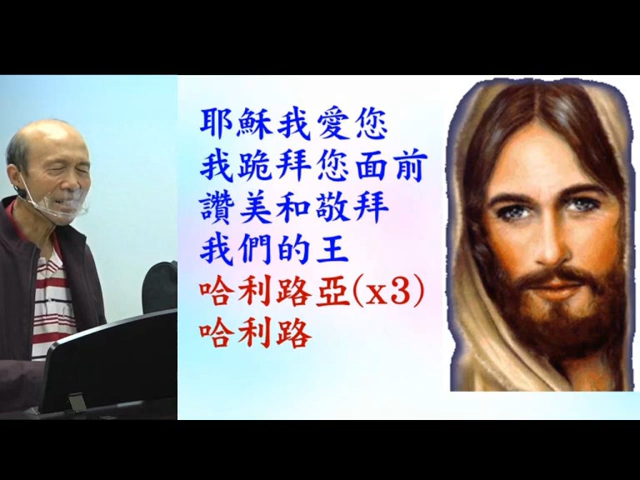 耶穌我愛您
我跪拜您面前
讚美和敬拜
我們的王
哈利路亞(x3)
哈利路